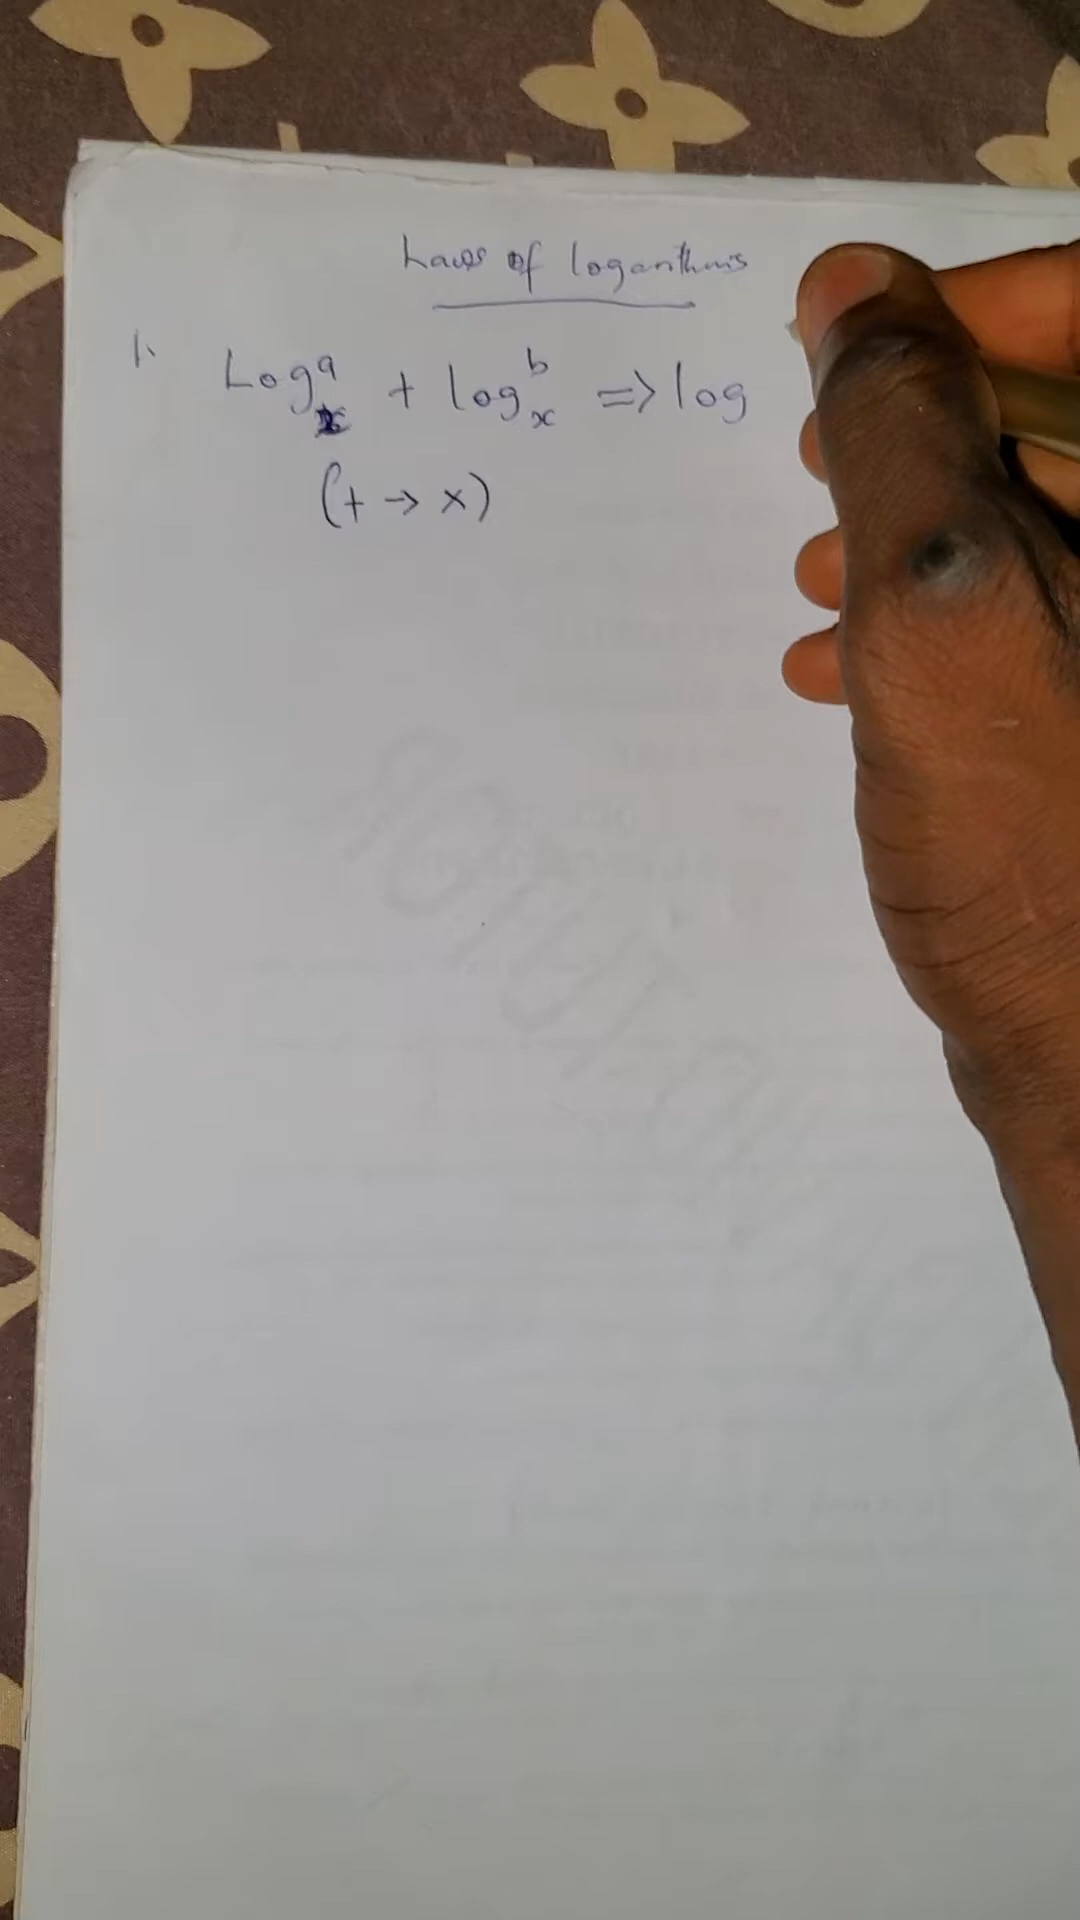 Laws of logarithms
1. Log a x + log b x => log
(+ → x)